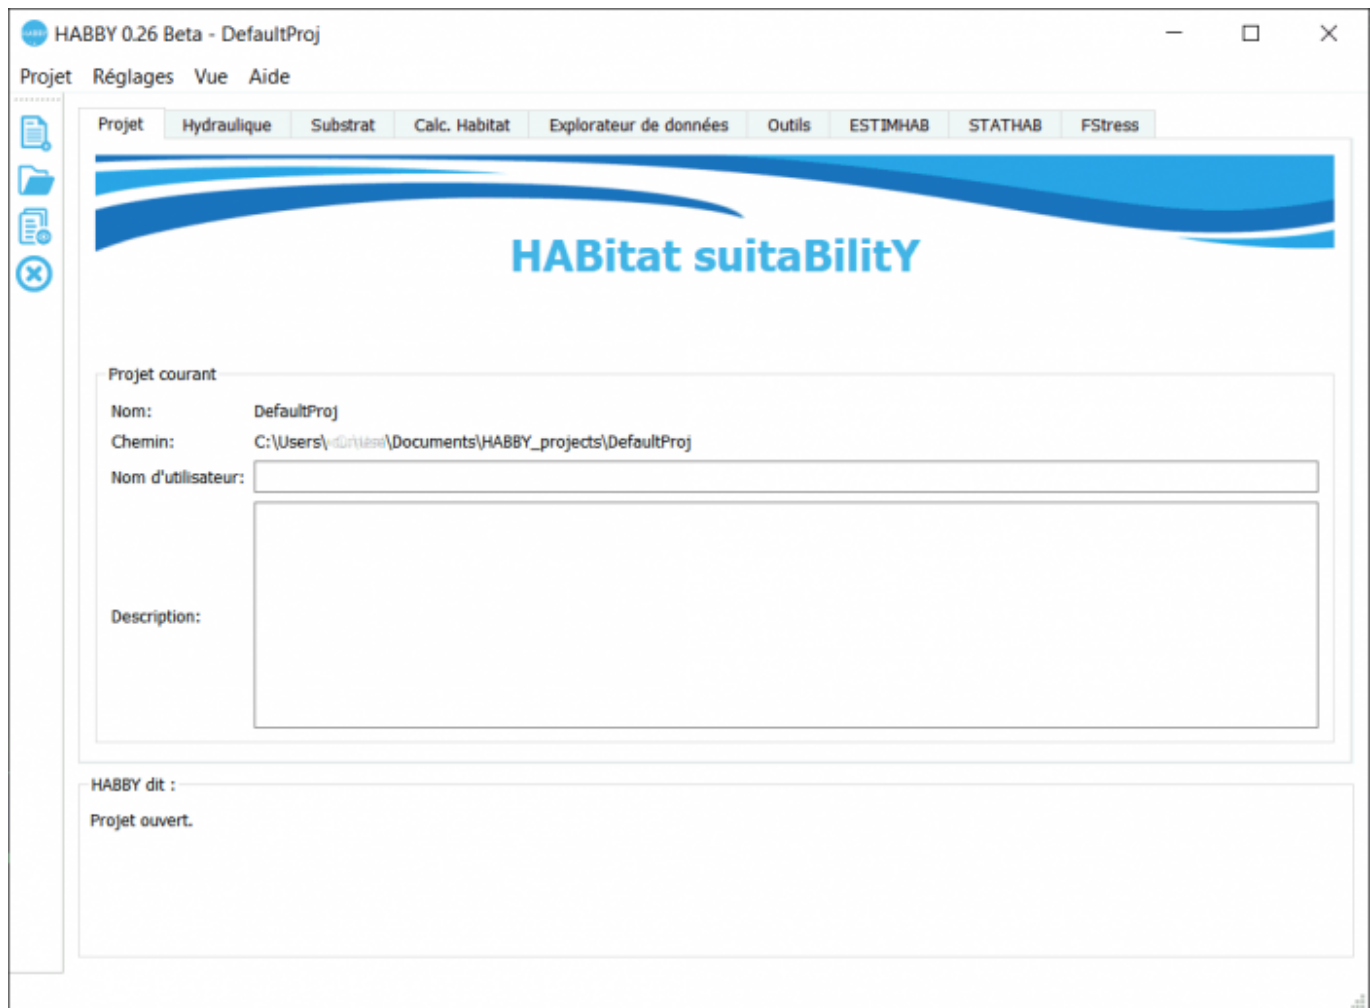 HABBY 0.26 Beta - DefaultProj
Projet Réglages Vue Aide
Projet Hydraulique Substrat Calc. Habitat Explorateur de données Outils ESTIMHAB STATHAB FStress
HABitat suitaBilitY
Projet courant
Nom: DefaultProj
Chemin: C:\Users\ \Documents\HABBY_projects\DefaultProj
Nom d'utilisateur:
Description:
HABBY dit :
Projet ouvert.